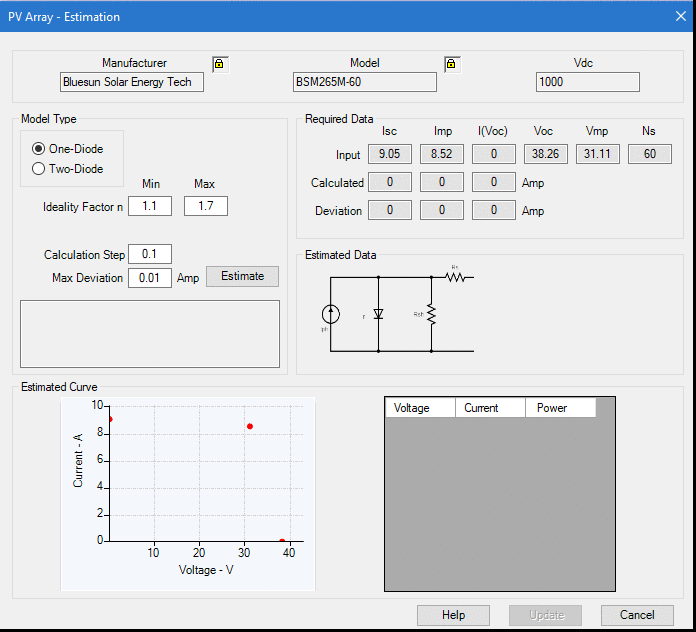 PV Array - Estimation
Manufacturer Model Vdc
Bluesun Solar Energy Tech BSM265M-60 1000
Model Type
One-Diode
Two-Diode
Min Max
Ideality Factor n 1.1 1.7
Calculation Step 0.1
Max Deviation 0.01 Amp Estimate
Required Data
Isc Imp I(Voc) Voc Vmp Ns
Input 9.05 8.52 0 38.26 31.11 60
Calculated 0 0 0 Amp
Deviation 0 0 0 Amp
Estimated Data
Rs
Iph
Rsh
Estimated Curve
10
8
6
4
2
0
Current - A
10 20 30 40
Voltage - V
Voltage Current Power
Help Update Cancel